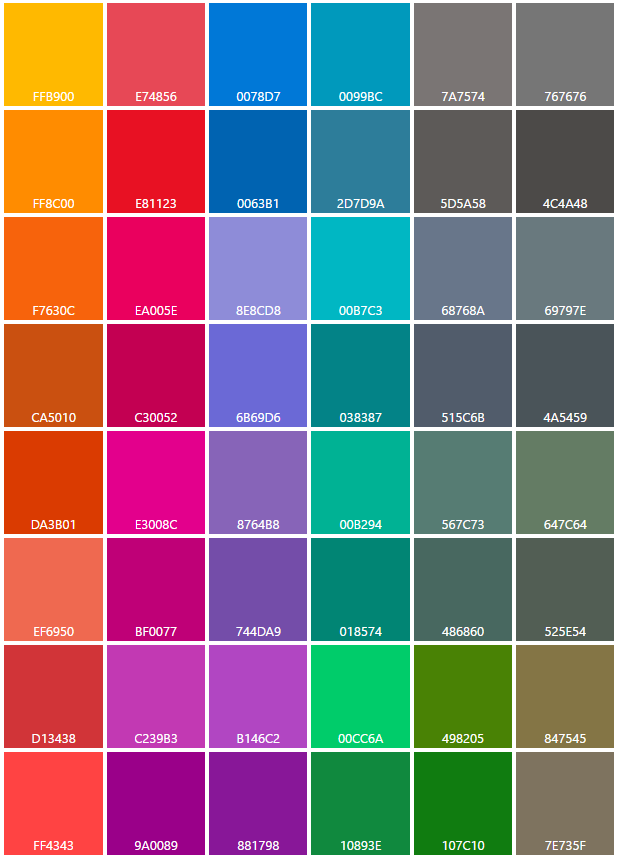 FFB900 E74856 0078D7 0099BC 7A7574 767676
FF8C00 E81123 0063B1 2D7D9A 5D5A58 4C4A48
F7630C EA005E 8E8CD8 00B7C3 68768A 69797E
CA5010 C30052 6B69D6 038387 515C6B 4A5459
DA3B01 E3008C 8764B8 00B294 567C73 647C64
EF6950 BF0077 744DA9 018574 486860 525E54
D13438 C239B3 B146C2 00CC6A 498205 847545
FF4343 9A0089 881798 10893E 107C10 7E735F